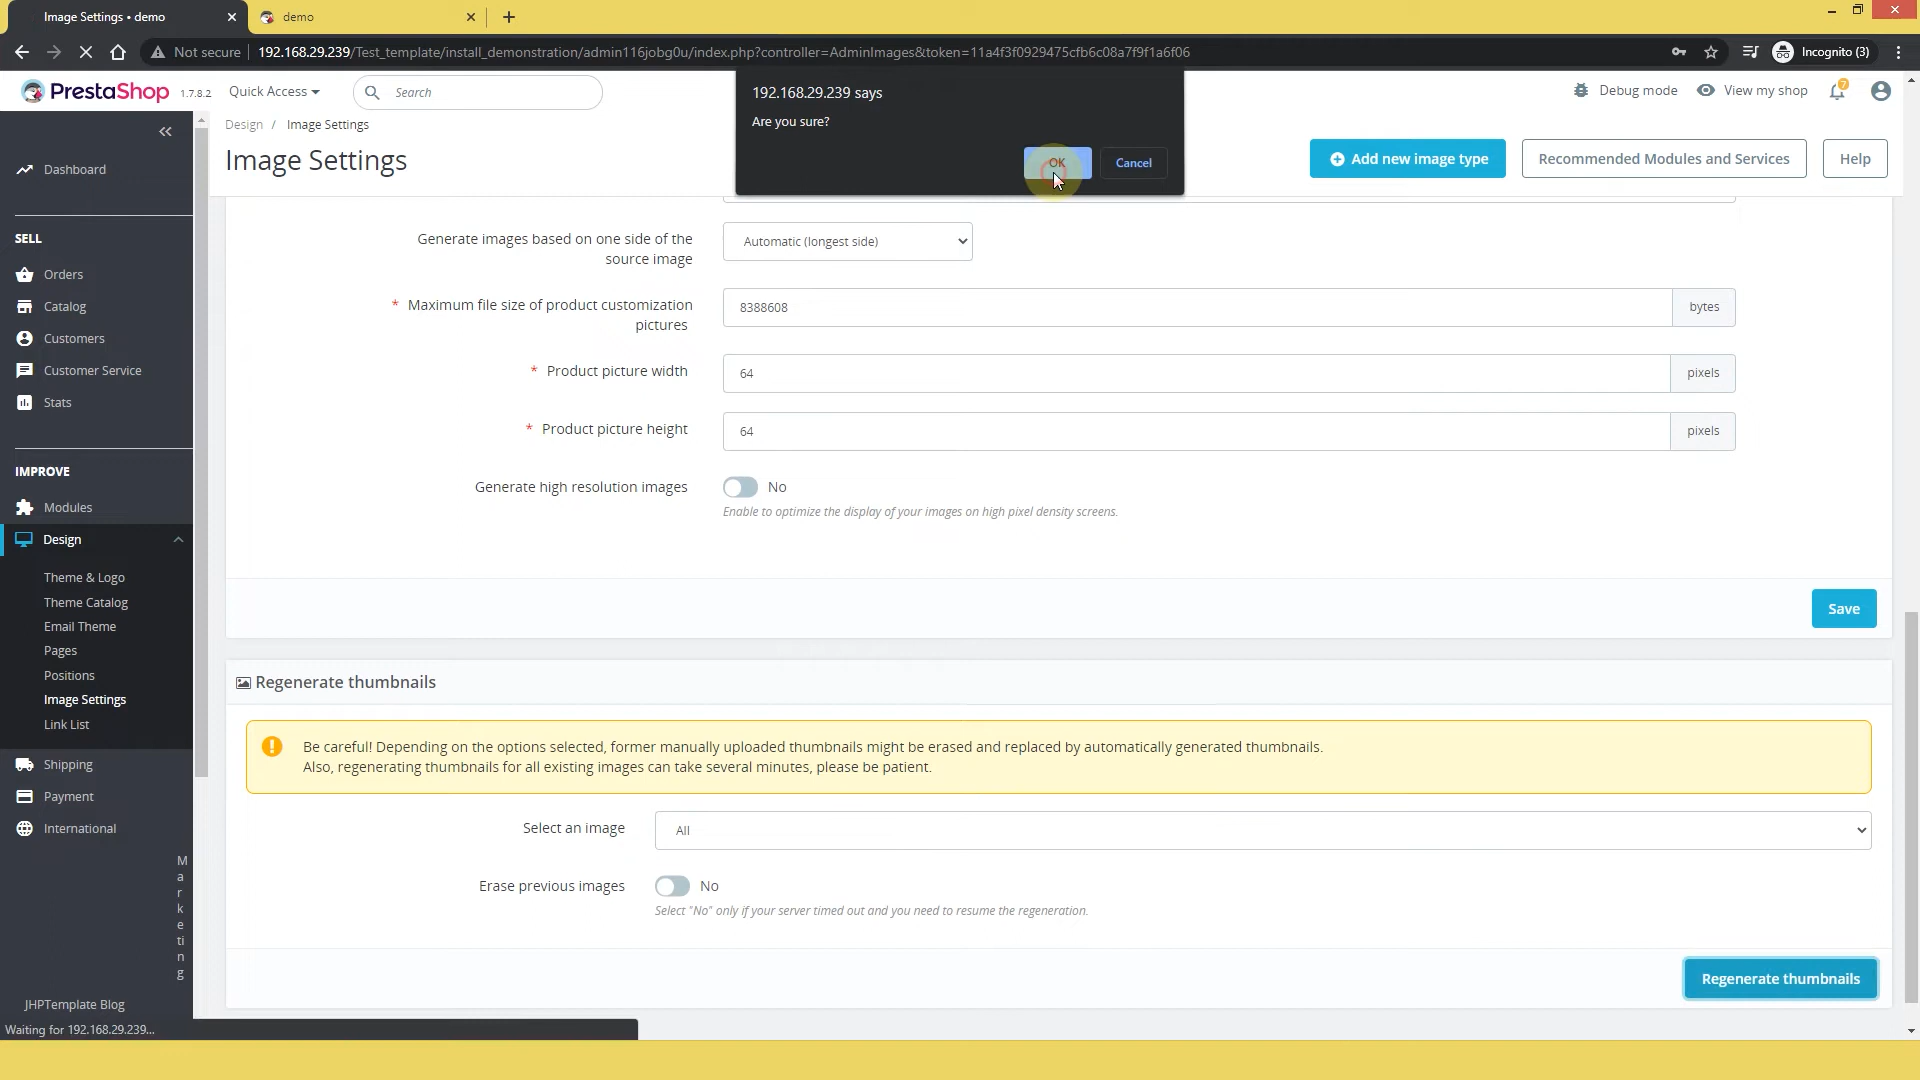 Image Settings • demo
demo
Not secure
192.168.29.239/Test_template/install_demonstration/admin116jobg0u/index.php?controller=AdminImages&token=11a4f3f0929475cfb6c08a7f9f1a6f06
Incognito (3)
PrestaShop 1.7.8.2
Quick Access
Search
192.168.29.239 says
Are you sure?
OK
Cancel
Debug mode
View my shop
7
Design / Image Settings
Image Settings
Add new image type
Recommended Modules and Services
Help
Dashboard
SELL
Orders
Catalog
Customers
Customer Service
Stats
IMPROVE
Modules
Design
Theme & Logo
Theme Catalog
Email Theme
Pages
Positions
Image Settings
Link List
Shipping
Payment
International
Marketing
JHPTemplate Blog
Waiting for 192.168.29.239...
Generate images based on one side of the
source image
Automatic (longest side)
* Maximum file size of product customization
pictures
8388608
bytes
* Product picture width
64
pixels
* Product picture height
64
pixels
Generate high resolution images
No
Enable to optimize the display of your images on high pixel density screens.
Save
Regenerate thumbnails
Be careful! Depending on the options selected, former manually uploaded thumbnails might be erased and replaced by automatically generated thumbnails.
Also, regenerating thumbnails for all existing images can take several minutes, please be patient.
Select an image
All
Erase previous images
No
Select "No" only if your server timed out and you need to resume the regeneration.
Regenerate thumbnails